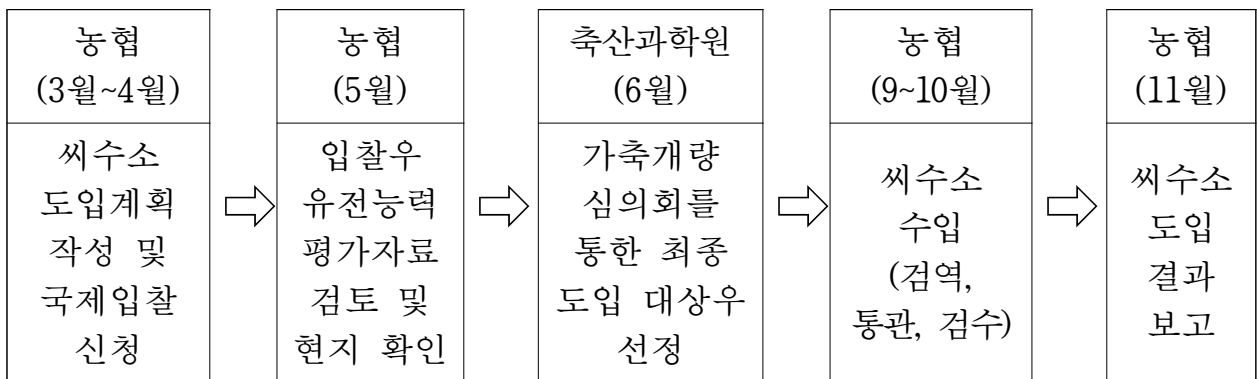 농협
(3월~4월)
씨수소
도입계획
작성 및
국제입찰
신청
농협
(5월)
입찰우
유전능력
평가자료
검토 및
현지 확인
축산과학원
(6월)
가축개량
심의회를
통한 최종
도입 대상우
선정
농협
(9~10월)
씨수소
수입
(검역,
통관, 검수)
농협
(11월)
씨수소
도입
결과
보고